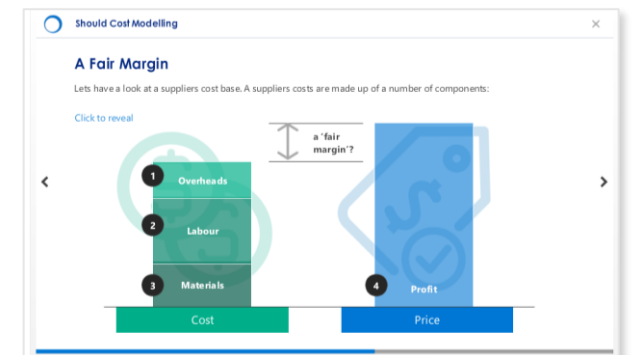 Should Cost Modelling
×
A Fair Margin
Lets have a look at a suppliers cost base. A suppliers costs are made up of a number of components:
Click to reveal
a 'fair
margin'?
1
Overheads
2
Labour
3
Materials
4
Profit
Cost
Price